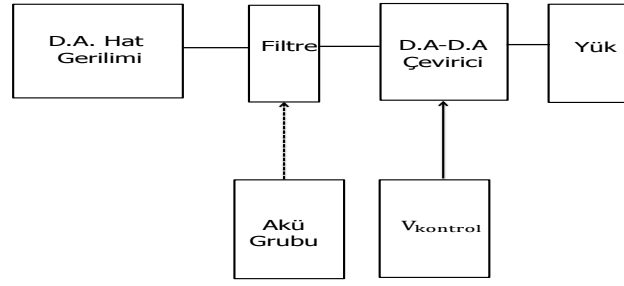 D.A. Hat
Gerilimi
Filtre
D.A-D.A
Çevirici
Yük
Akü
Grubu
Vkontrol